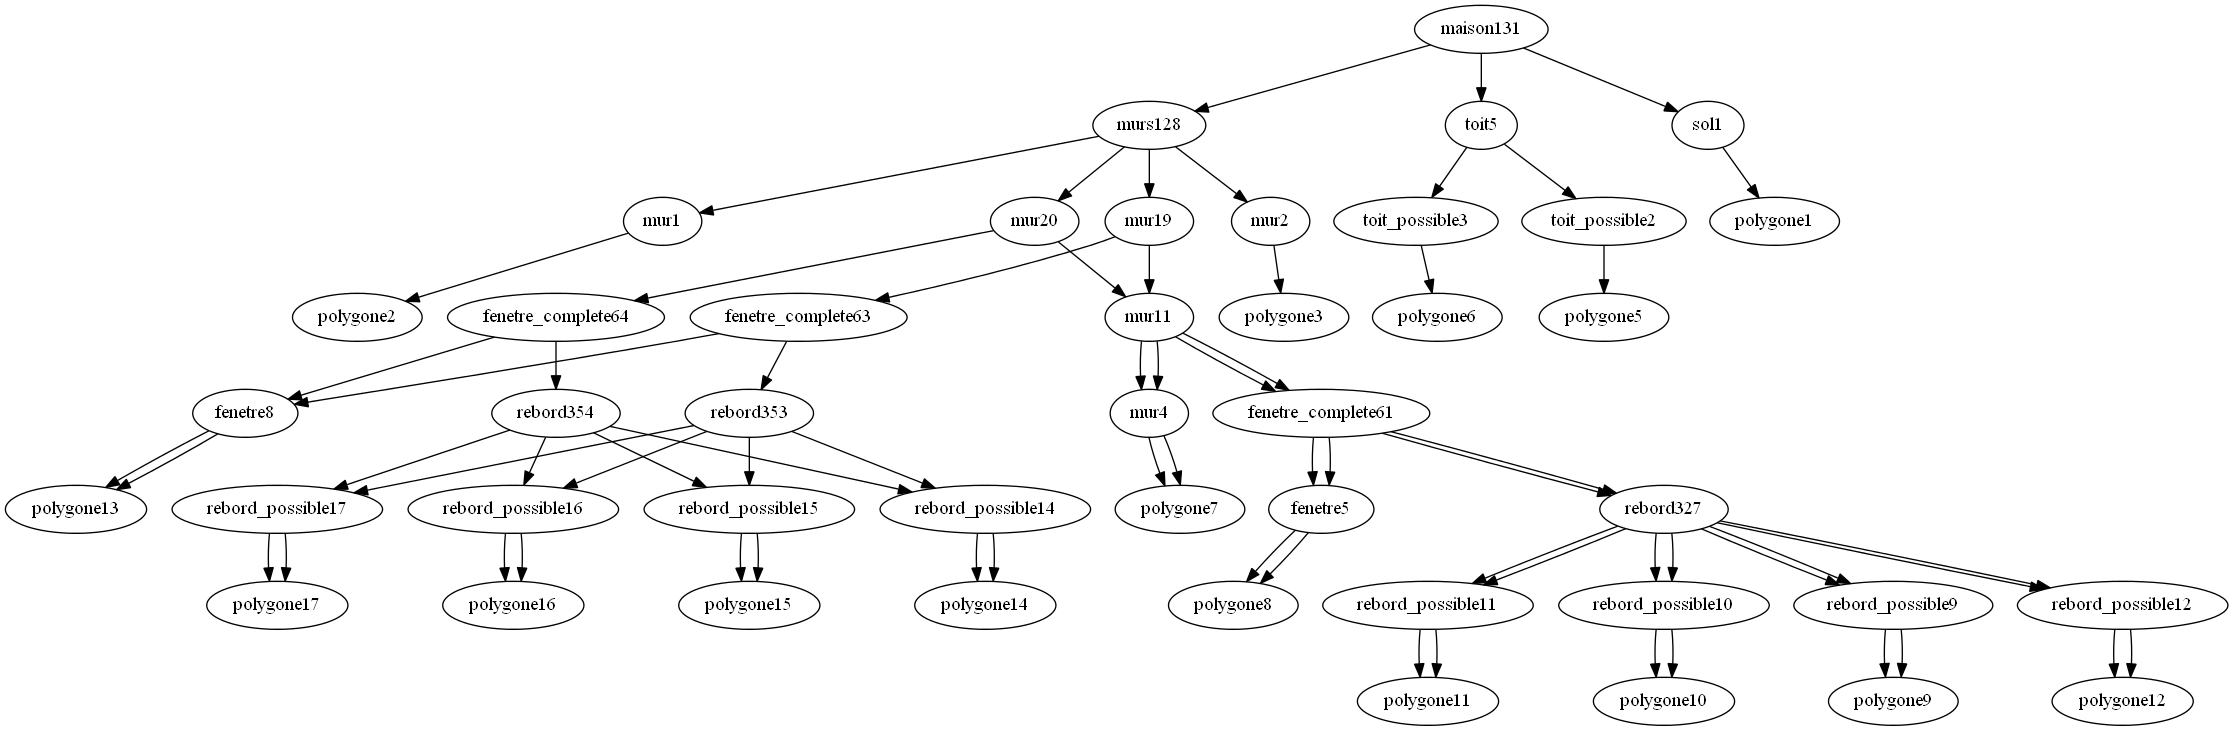 maison131
murs128
toit5
sol1
mur1
mur20
mur19
mur2
toit_possible3
toit_possible2
polygone1
polygone2
fenetre_complete64
fenetre_complete63
mur11
polygone3
polygone6
polygone5
fenetre8
rebord354
rebord353
mur4
fenetre_complete61
polygone13
rebord_possible17
rebord_possible16
rebord_possible15
rebord_possible14
polygone7
fenetre5
rebord327
polygone17
polygone16
polygone15
polygone14
polygone8
rebord_possible11
rebord_possible10
rebord_possible9
rebord_possible12
polygone11
polygone10
polygone9
polygone12